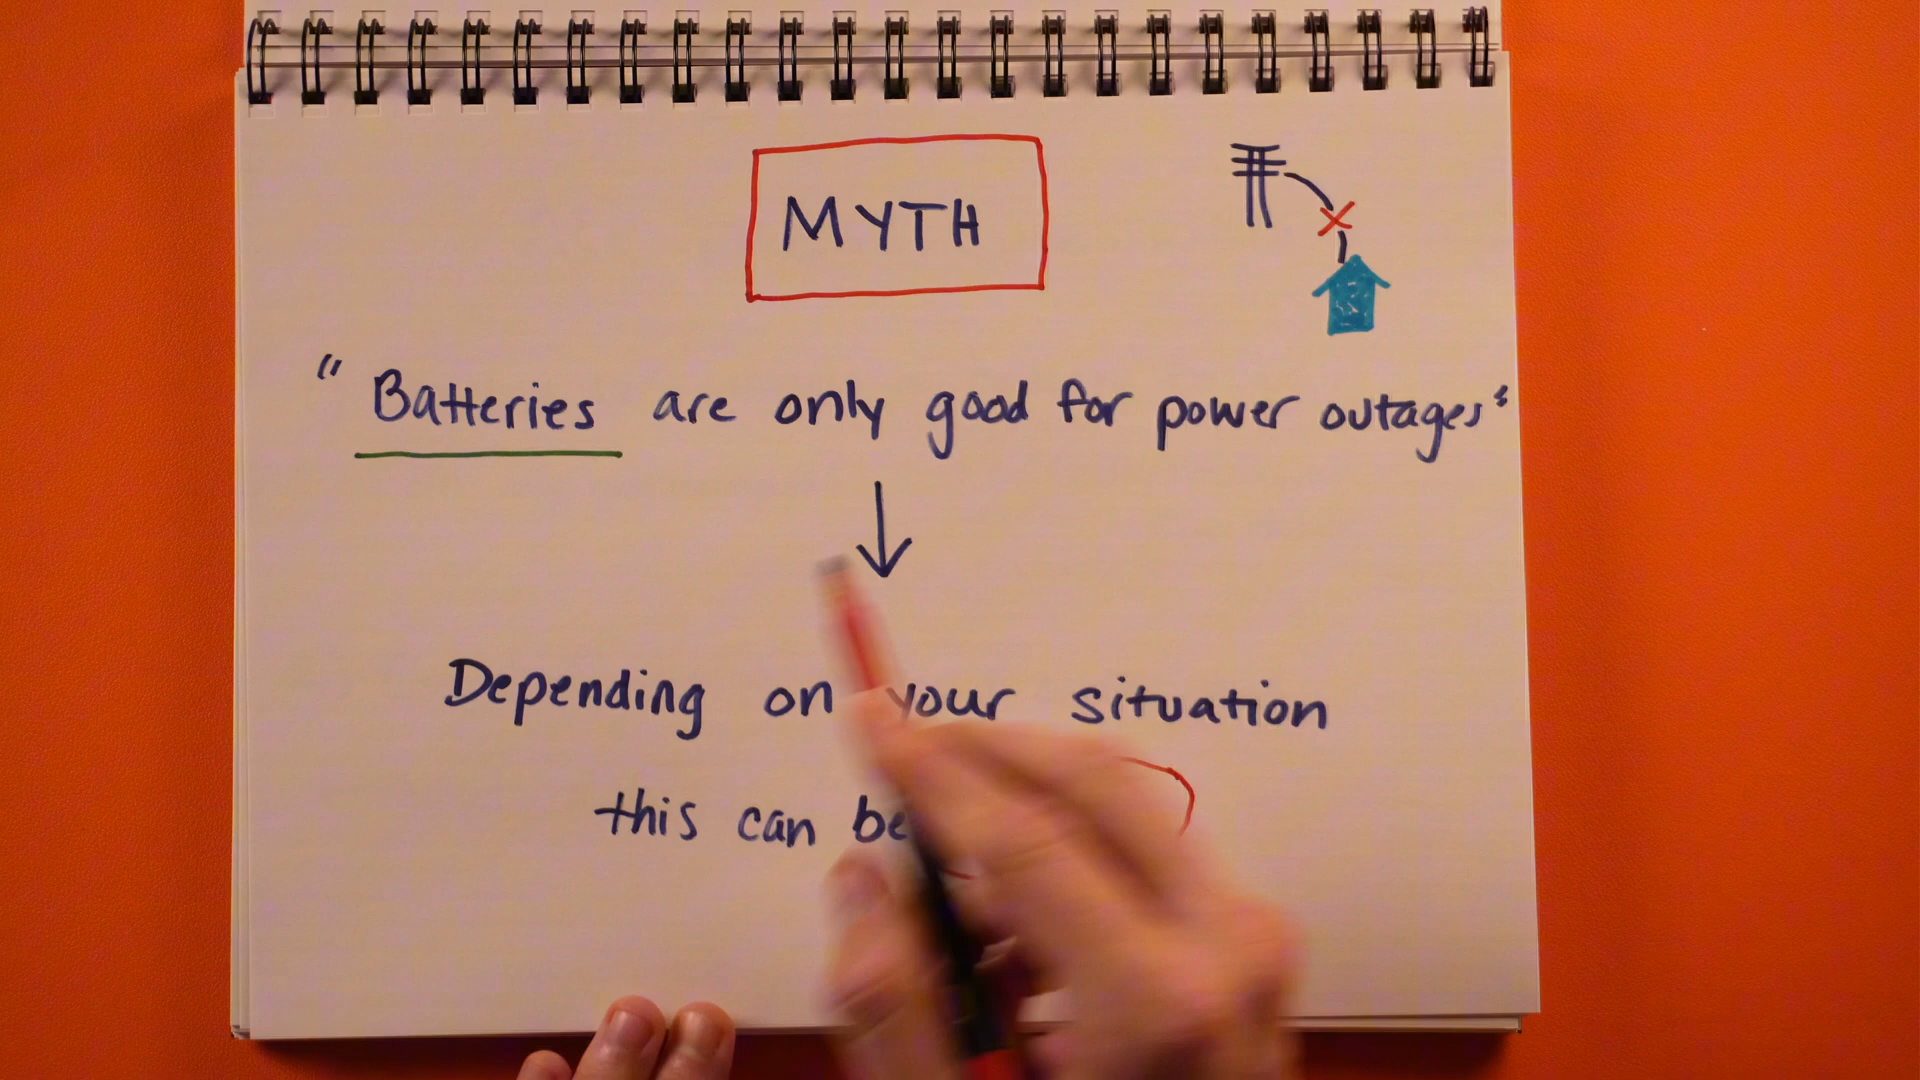 MYTH
"Batteries are only good for power outages"
Depending on your situation
this can be